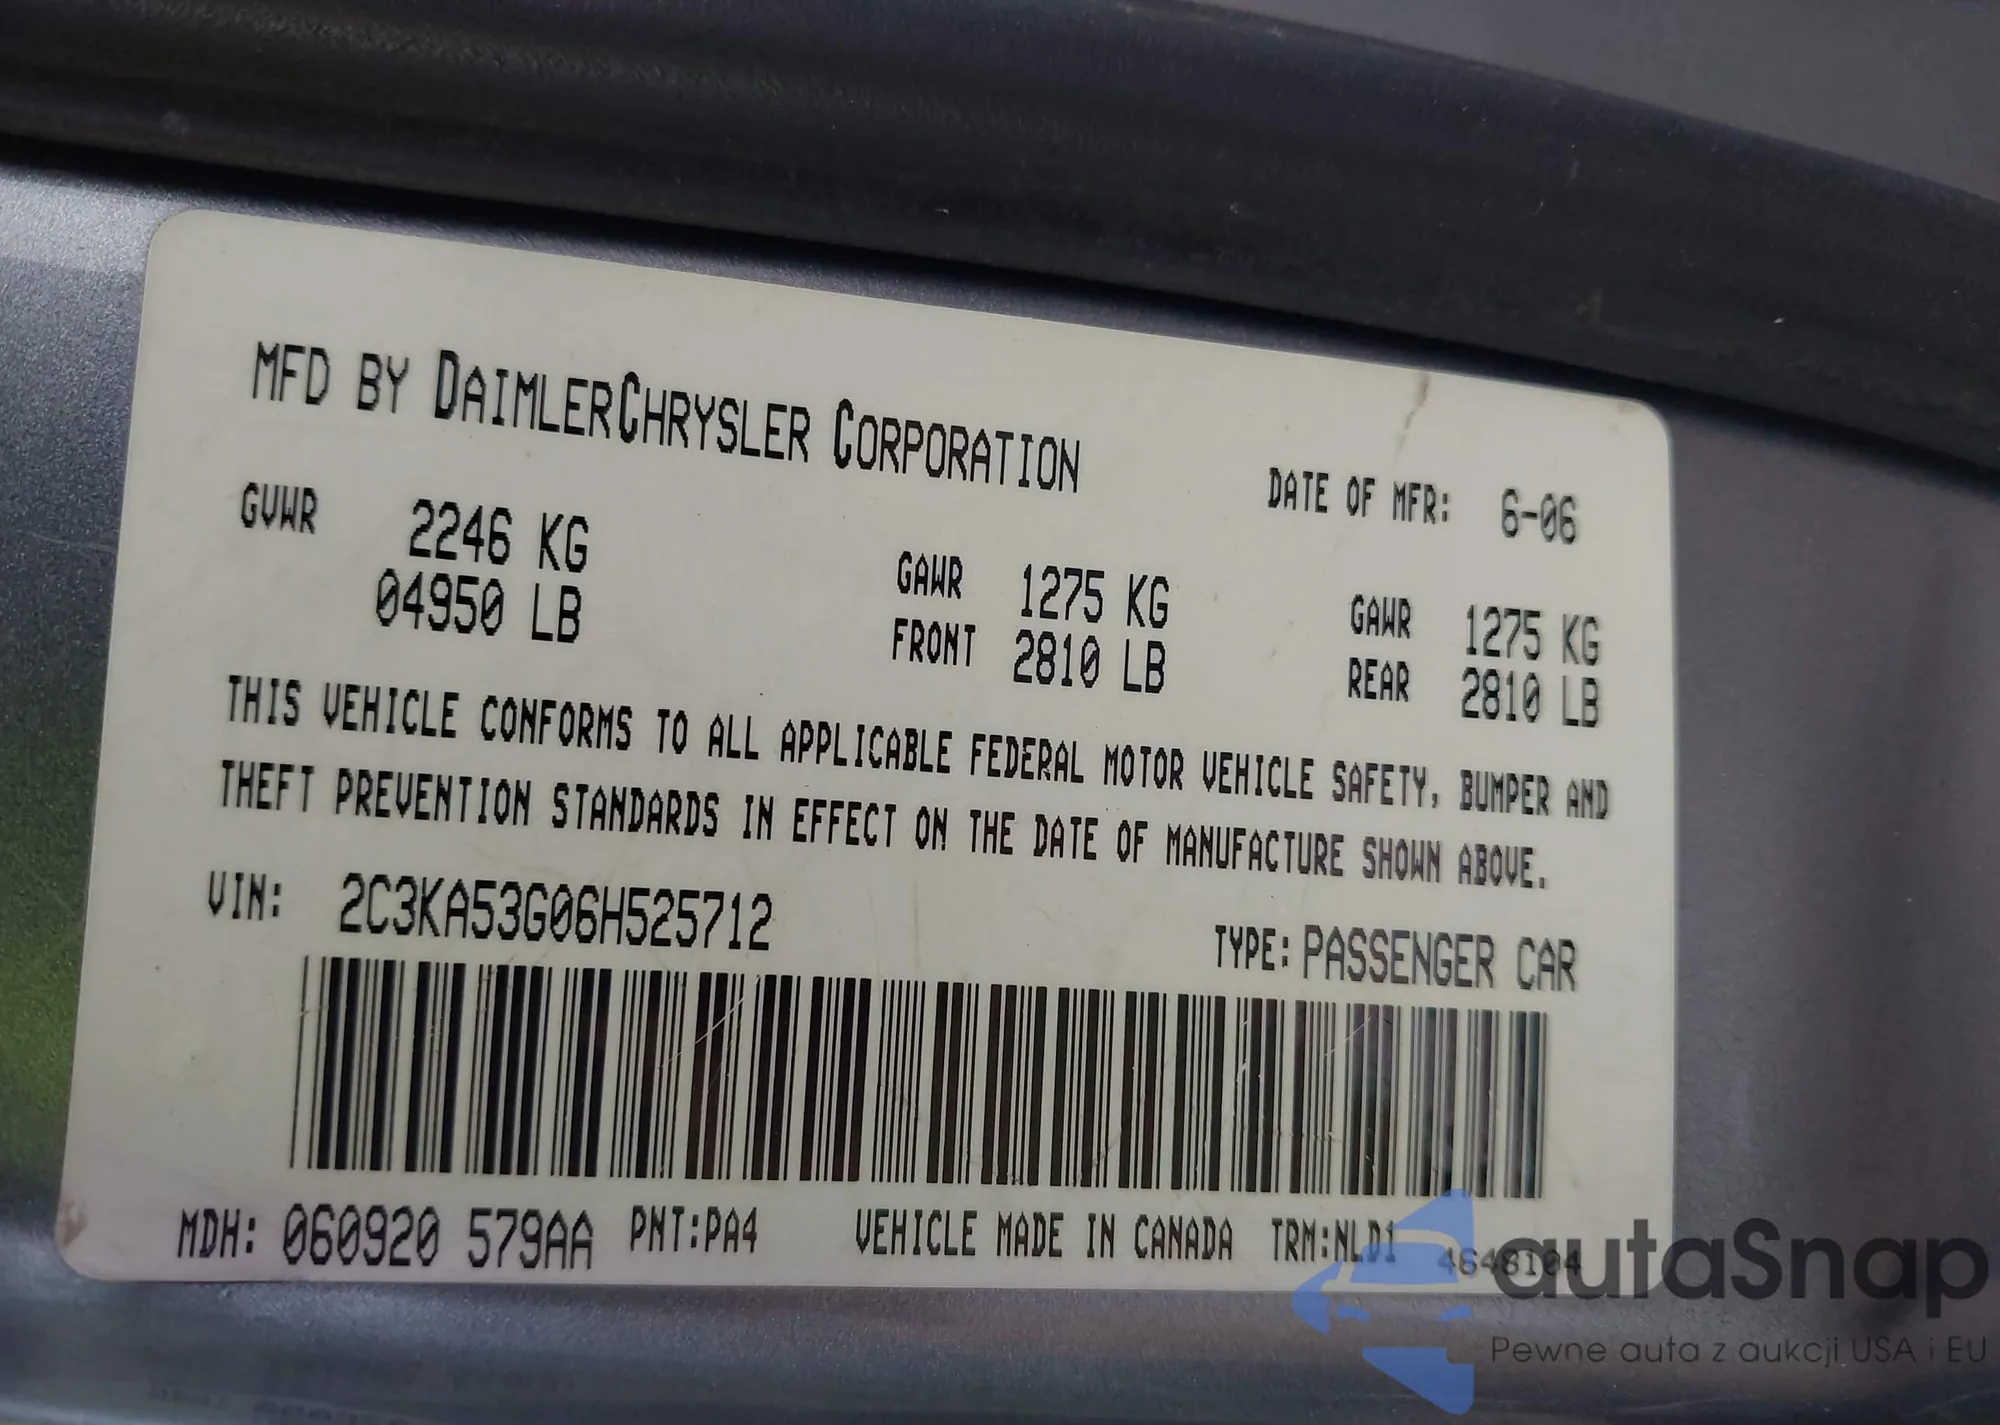 MFD BY DAIMLERCHRYSLER CORPORATION
DATE OF MFR: 6-06
GVWR 2246 KG
04950 LB
GAWR 1275 KG
FRONT 2810 LB
GAWR 1275 KG
REAR 2810 LB
THIS VEHICLE CONFORMS TO ALL APPLICABLE FEDERAL MOTOR VEHICLE SAFETY, BUMPER AND
THEFT PREVENTION STANDARDS IN EFFECT ON THE DATE OF MANUFACTURE SHOWN ABOVE.
VIN: 2C3KA53G06H525712
TYPE: PASSENGER CAR
MDH: 060920 579AA PNT:PA4 VEHICLE MADE IN CANADA TRM:NLD1 4648104
autaSnap
Pewne auta z aukcji USA i EU